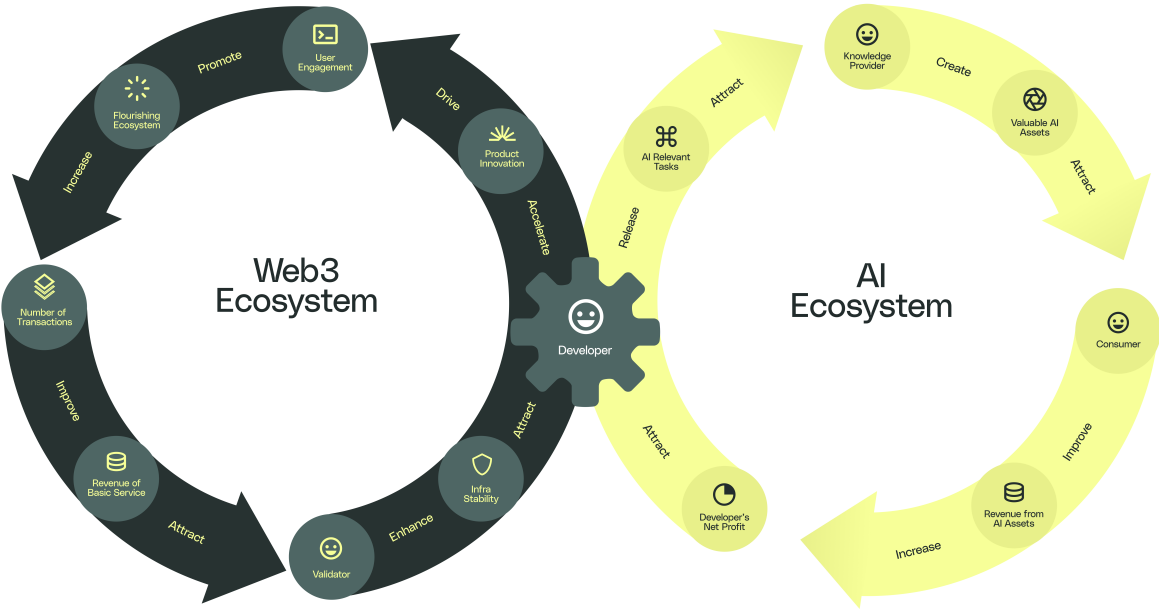 Web3
Ecosystem
User
Engagement
Promote
Flourishing
Ecosystem
Increase
Number of
Transactions
Improve
Revenue of
Basic Service
Attract
Validator
Enhance
Infra
Stability
Attract
Developer
Accelerate
Product
Innovation
Drive
AI
Ecosystem
Release
AI Relevant
Tasks
Attract
Knowledge
Provider
Create
Valuable AI
Assets
Attract
Consumer
Improve
Revenue from
AI Assets
Increase
Developer's
Net Profit
Attract